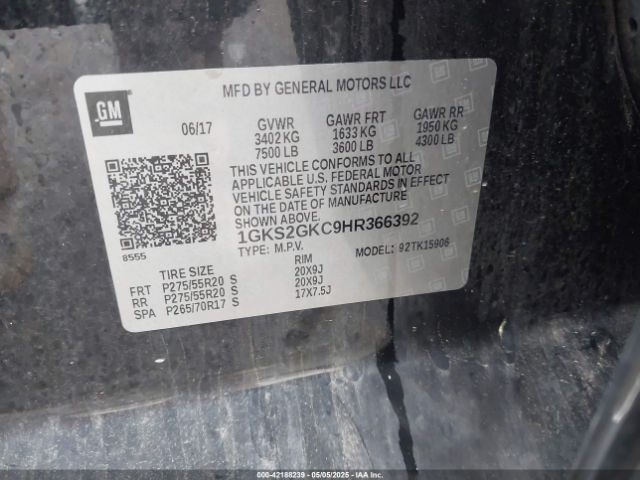 MFD BY GENERAL MOTORS LLC
GM
06/17
GVWR GAWR FRT GAWR RR
3402 KG 1633 KG 1950 KG
7500 LB 3600 LB 4300 LB
THIS VEHICLE CONFORMS TO ALL
APPLICABLE U.S. FEDERAL MOTOR
VEHICLE SAFETY STANDARDS IN EFFECT
ON THE DATE OF MANUFACTURE
SHOWN ABOVE.
1GKS2GKC9HR366392
TYPE: M.P.V. MODEL: 92TK15906
8555
TIRE SIZE RIM
FRT P275/55R20 S 20X9J
RR P275/55R20 S 20X9J
SPA P265/70R17 S 17X7.5J
000-42188239 - 05/05/2025 - IAAI.COM